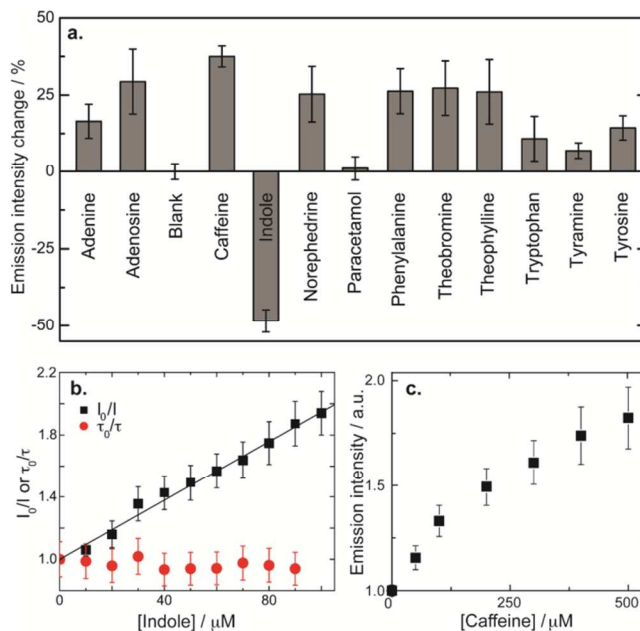 a.
Emission intensity change / %
50
25
0
-25
-50
Adenine
Adenosine
Blank
Caffeine
Indole
Norephedrine
Paracetamol
Phenylalanine
Theobromine
Theophylline
Tryptophan
Tyramine
Tyrosine
b.
I₀/I
τ₀/τ
I₀/I or τ₀/τ
2.2
1.8
1.4
1.0
0
40
80
[Indole] / μM
c.
Emission intensity / a.u.
2.0
1.5
1.0
0
250
500
[Caffeine] / μM